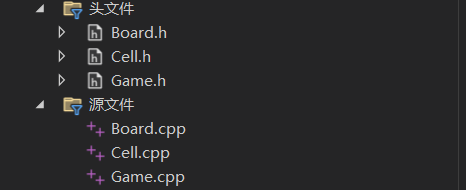 头文件
Board.h
Cell.h
Game.h
源文件
Board.cpp
Cell.cpp
Game.cpp